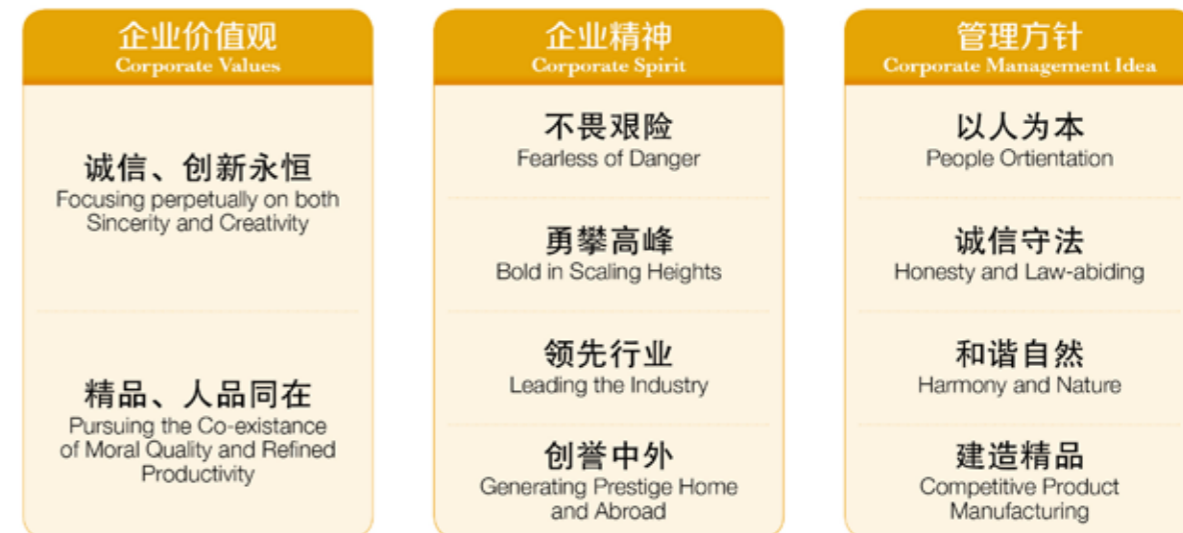 企业价值观
Corporate Values
诚信、创新永恒
Focusing perpetually on both
Sincerity and Creativity
精品、人品同在
Pursuing the Co-existance
of Moral Quality and Refined
Productivity
企业精神
Corporate Spirit
不畏艰险
Fearless of Danger
勇攀高峰
Bold in Scaling Heights
领先行业
Leading the Industry
创誉中外
Generating Prestige Home
and Abroad
管理方针
Corporate Management Idea
以人为本
People Ortientation
诚信守法
Honesty and Law-abiding
和谐自然
Harmony and Nature
建造精品
Competitive Product
Manufacturing